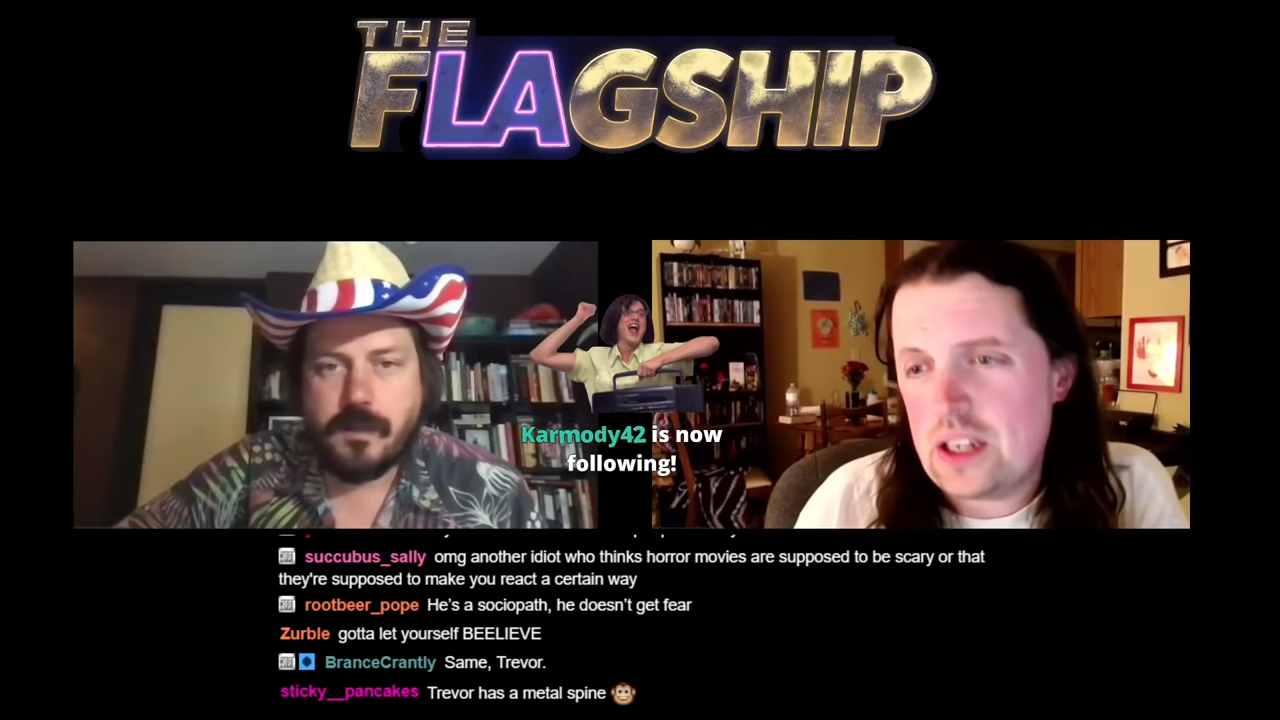 THE
FLAGSHIP
Karmody42 is now
following!
succubus_sally omg another idiot who thinks horror movies are supposed to be scary or that
they're supposed to make you react a certain way
rootbeer_pope He's a sociopath, he doesn't get fear
Zurble gotta let yourself BEELIEVE
BranceCrantly Same, Trevor.
sticky__pancakes Trevor has a metal spine